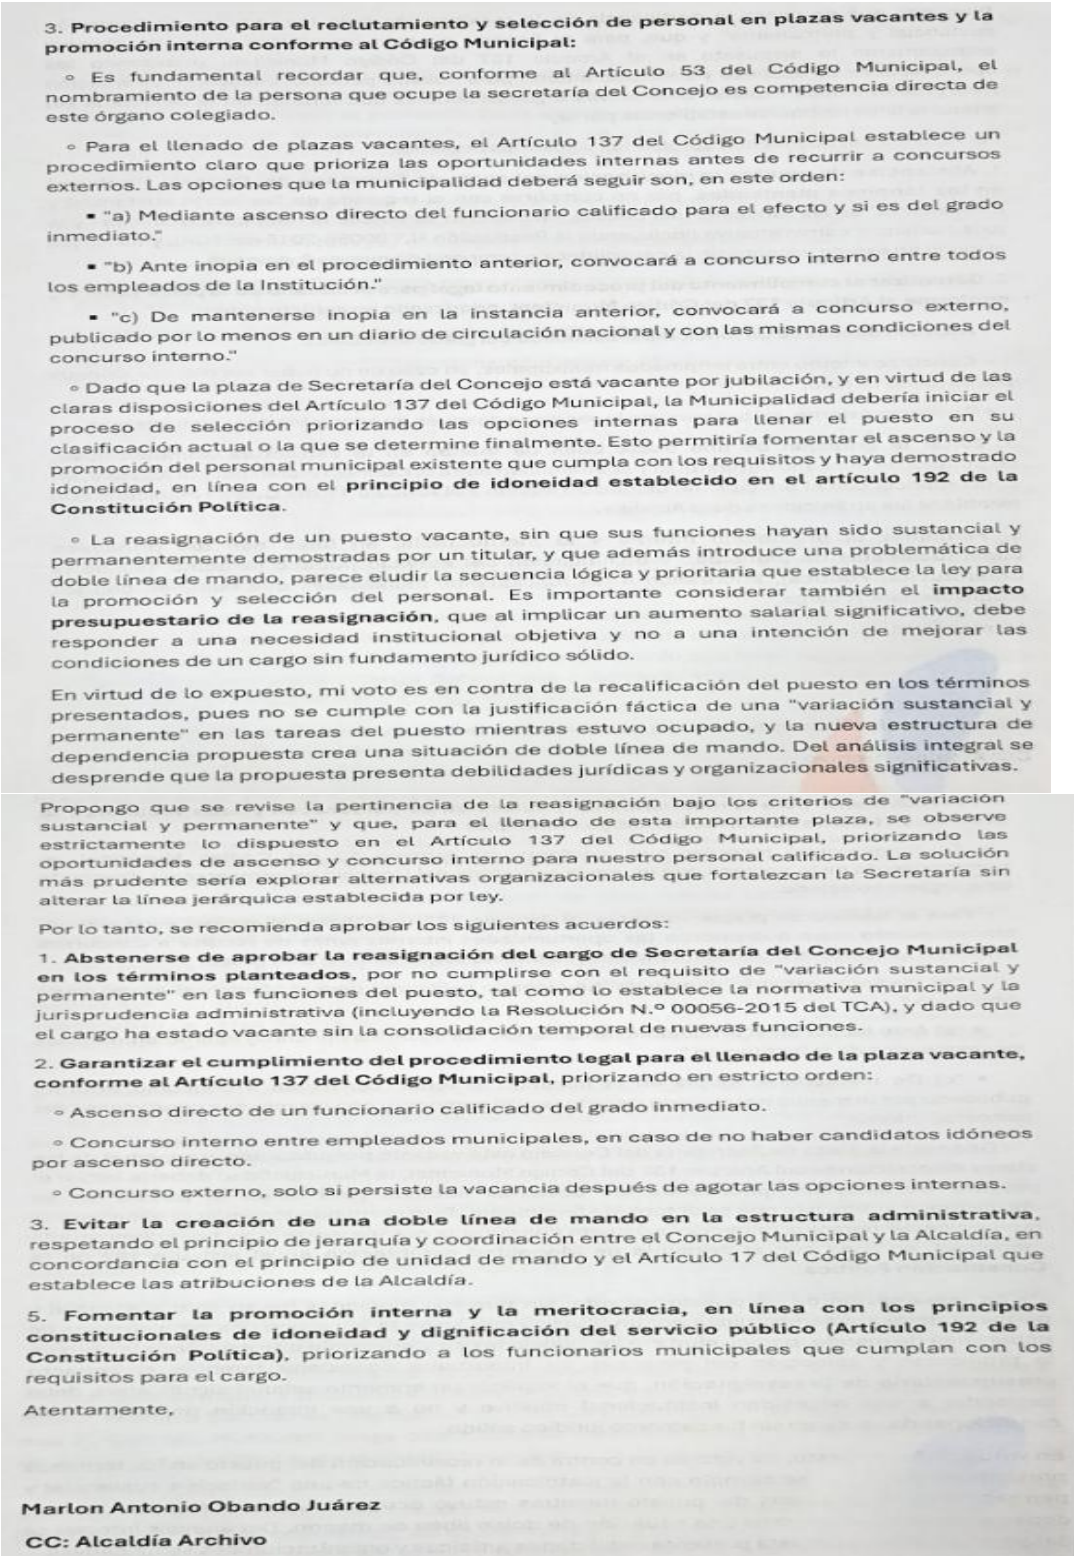 3. Procedimiento para el reclutamiento y selección de personal en plazas vacantes y la
promoción interna conforme al Código Municipal:
◦ Es fundamental recordar que, conforme al Artículo 53 del Código Municipal, el
nombramiento de la persona que ocupe la secretaría del Concejo es competencia directa de
este órgano colegiado.
◦ Para el llenado de plazas vacantes, el Artículo 137 del Código Municipal establece un
procedimiento claro que prioriza las oportunidades internas antes de recurrir a concursos
externos. Las opciones que la municipalidad deberá seguir son, en este orden:
▪ "a) Mediante ascenso directo del funcionario calificado para el efecto y si es del grado
inmediato."
▪ "b) Ante inopia en el procedimiento anterior, convocará a concurso interno entre todos
los empleados de la Institución."
▪ "c) De mantenerse inopia en la instancia anterior, convocará a concurso externo,
publicado por lo menos en un diario de circulación nacional y con las mismas condiciones del
concurso interno."
◦ Dado que la plaza de Secretaría del Concejo está vacante por jubilación, y en virtud de las
claras disposiciones del Artículo 137 del Código Municipal, la Municipalidad debería iniciar el
proceso de selección priorizando las opciones internas para llenar el puesto en su
clasificación actual o la que se determine finalmente. Esto permitiría fomentar el ascenso y la
promoción del personal municipal existente que cumpla con los requisitos y haya demostrado
idoneidad, en línea con el principio de idoneidad establecido en el artículo 192 de la
Constitución Política.
◦ La reasignación de un puesto vacante, sin que sus funciones hayan sido sustancial y
permanentemente demostradas por un titular, y que además introduce una problemática de
doble línea de mando, parece eludir la secuencia lógica y prioritaria que establece la ley para
la promoción y selección del personal. Es importante considerar también el impacto
presupuestario de la reasignación, que al implicar un aumento salarial significativo, debe
responder a una necesidad institucional objetiva y no a una intención de mejorar las
condiciones de un cargo sin fundamento jurídico sólido.
En virtud de lo expuesto, mi voto es en contra de la recalificación del puesto en los términos
presentados, pues no se cumple con la justificación fáctica de una "variación sustancial y
permanente" en las tareas del puesto mientras estuvo ocupado, y la nueva estructura de
dependencia propuesta crea una situación de doble línea de mando. Del análisis integral se
desprende que la propuesta presenta debilidades jurídicas y organizacionales significativas.
Propongo que se revise la pertinencia de la reasignación bajo los criterios de "variación
sustancial y permanente" y que, para el llenado de esta importante plaza, se observe
estrictamente lo dispuesto en el Artículo 137 del Código Municipal, priorizando las
oportunidades de ascenso y concurso interno para nuestro personal calificado. La solución
más prudente sería explorar alternativas organizacionales que fortalezcan la Secretaría sin
alterar la línea jerárquica establecida por ley.
Por lo tanto, se recomienda aprobar los siguientes acuerdos:
1. Abstenerse de aprobar la reasignación del cargo de Secretaría del Concejo Municipal
en los términos planteados, por no cumplirse con el requisito de "variación sustancial y
permanente" en las funciones del puesto, tal como lo establece la normativa municipal y la
jurisprudencia administrativa (incluyendo la Resolución N.º 00056-2015 del TCA), y dado que
el cargo ha estado vacante sin la consolidación temporal de nuevas funciones.
2. Garantizar el cumplimiento del procedimiento legal para el llenado de la plaza vacante,
conforme al Artículo 137 del Código Municipal, priorizando en estricto orden:
◦ Ascenso directo de un funcionario calificado del grado inmediato.
◦ Concurso interno entre empleados municipales, en caso de no haber candidatos idóneos
por ascenso directo.
◦ Concurso externo, solo si persiste la vacancia después de agotar las opciones internas.
3. Evitar la creación de una doble línea de mando en la estructura administrativa,
respetando el principio de jerarquía y coordinación entre el Concejo Municipal y la Alcaldía, en
concordancia con el principio de unidad de mando y el Artículo 17 del Código Municipal que
establece las atribuciones de la Alcaldía.
5. Fomentar la promoción interna y la meritocracia, en línea con los principios
constitucionales de idoneidad y dignificación del servicio público (Artículo 192 de la
Constitución Política), priorizando a los funcionarios municipales que cumplan con los
requisitos para el cargo.
Atentamente,
Marlon Antonio Obando Juárez
CC: Alcaldía Archivo